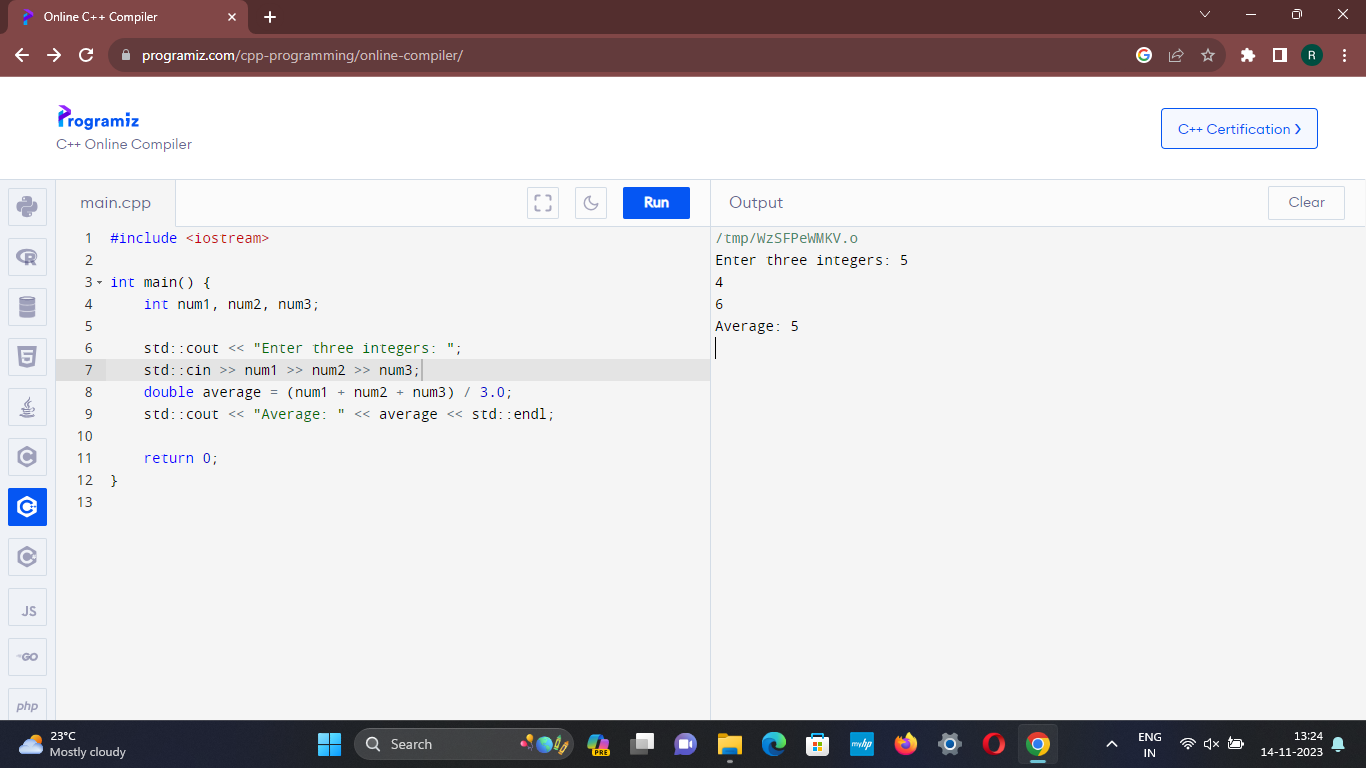 Online C++ Compiler
programiz.com/cpp-programming/online-compiler/
R
Programiz
C++ Online Compiler
C++ Certification
main.cpp
Run
Output
Clear
1 #include <iostream>
2
3 int main() {
4 int num1, num2, num3;
5
6 std::cout << "Enter three integers: ";
7 std::cin >> num1 >> num2 >> num3;
8 double average = (num1 + num2 + num3) / 3.0;
9 std::cout << "Average: " << average << std::endl;
10
11 return 0;
12 }
13
/tmp/WzSFPeWMKV.o
Enter three integers: 5
4
6
Average: 5
R
5
C
C
C
JS
GO
php
23°C
Mostly cloudy
Search
PRE
myhp
ENG
IN
13:24
14-11-2023